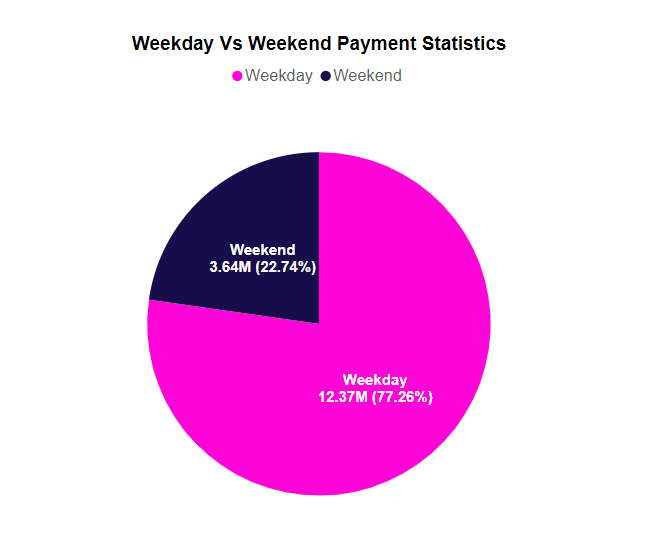 Weekday Vs Weekend Payment Statistics
Weekday Weekend
Weekend
3.64M (22.74%)
Weekday
12.37M (77.26%)